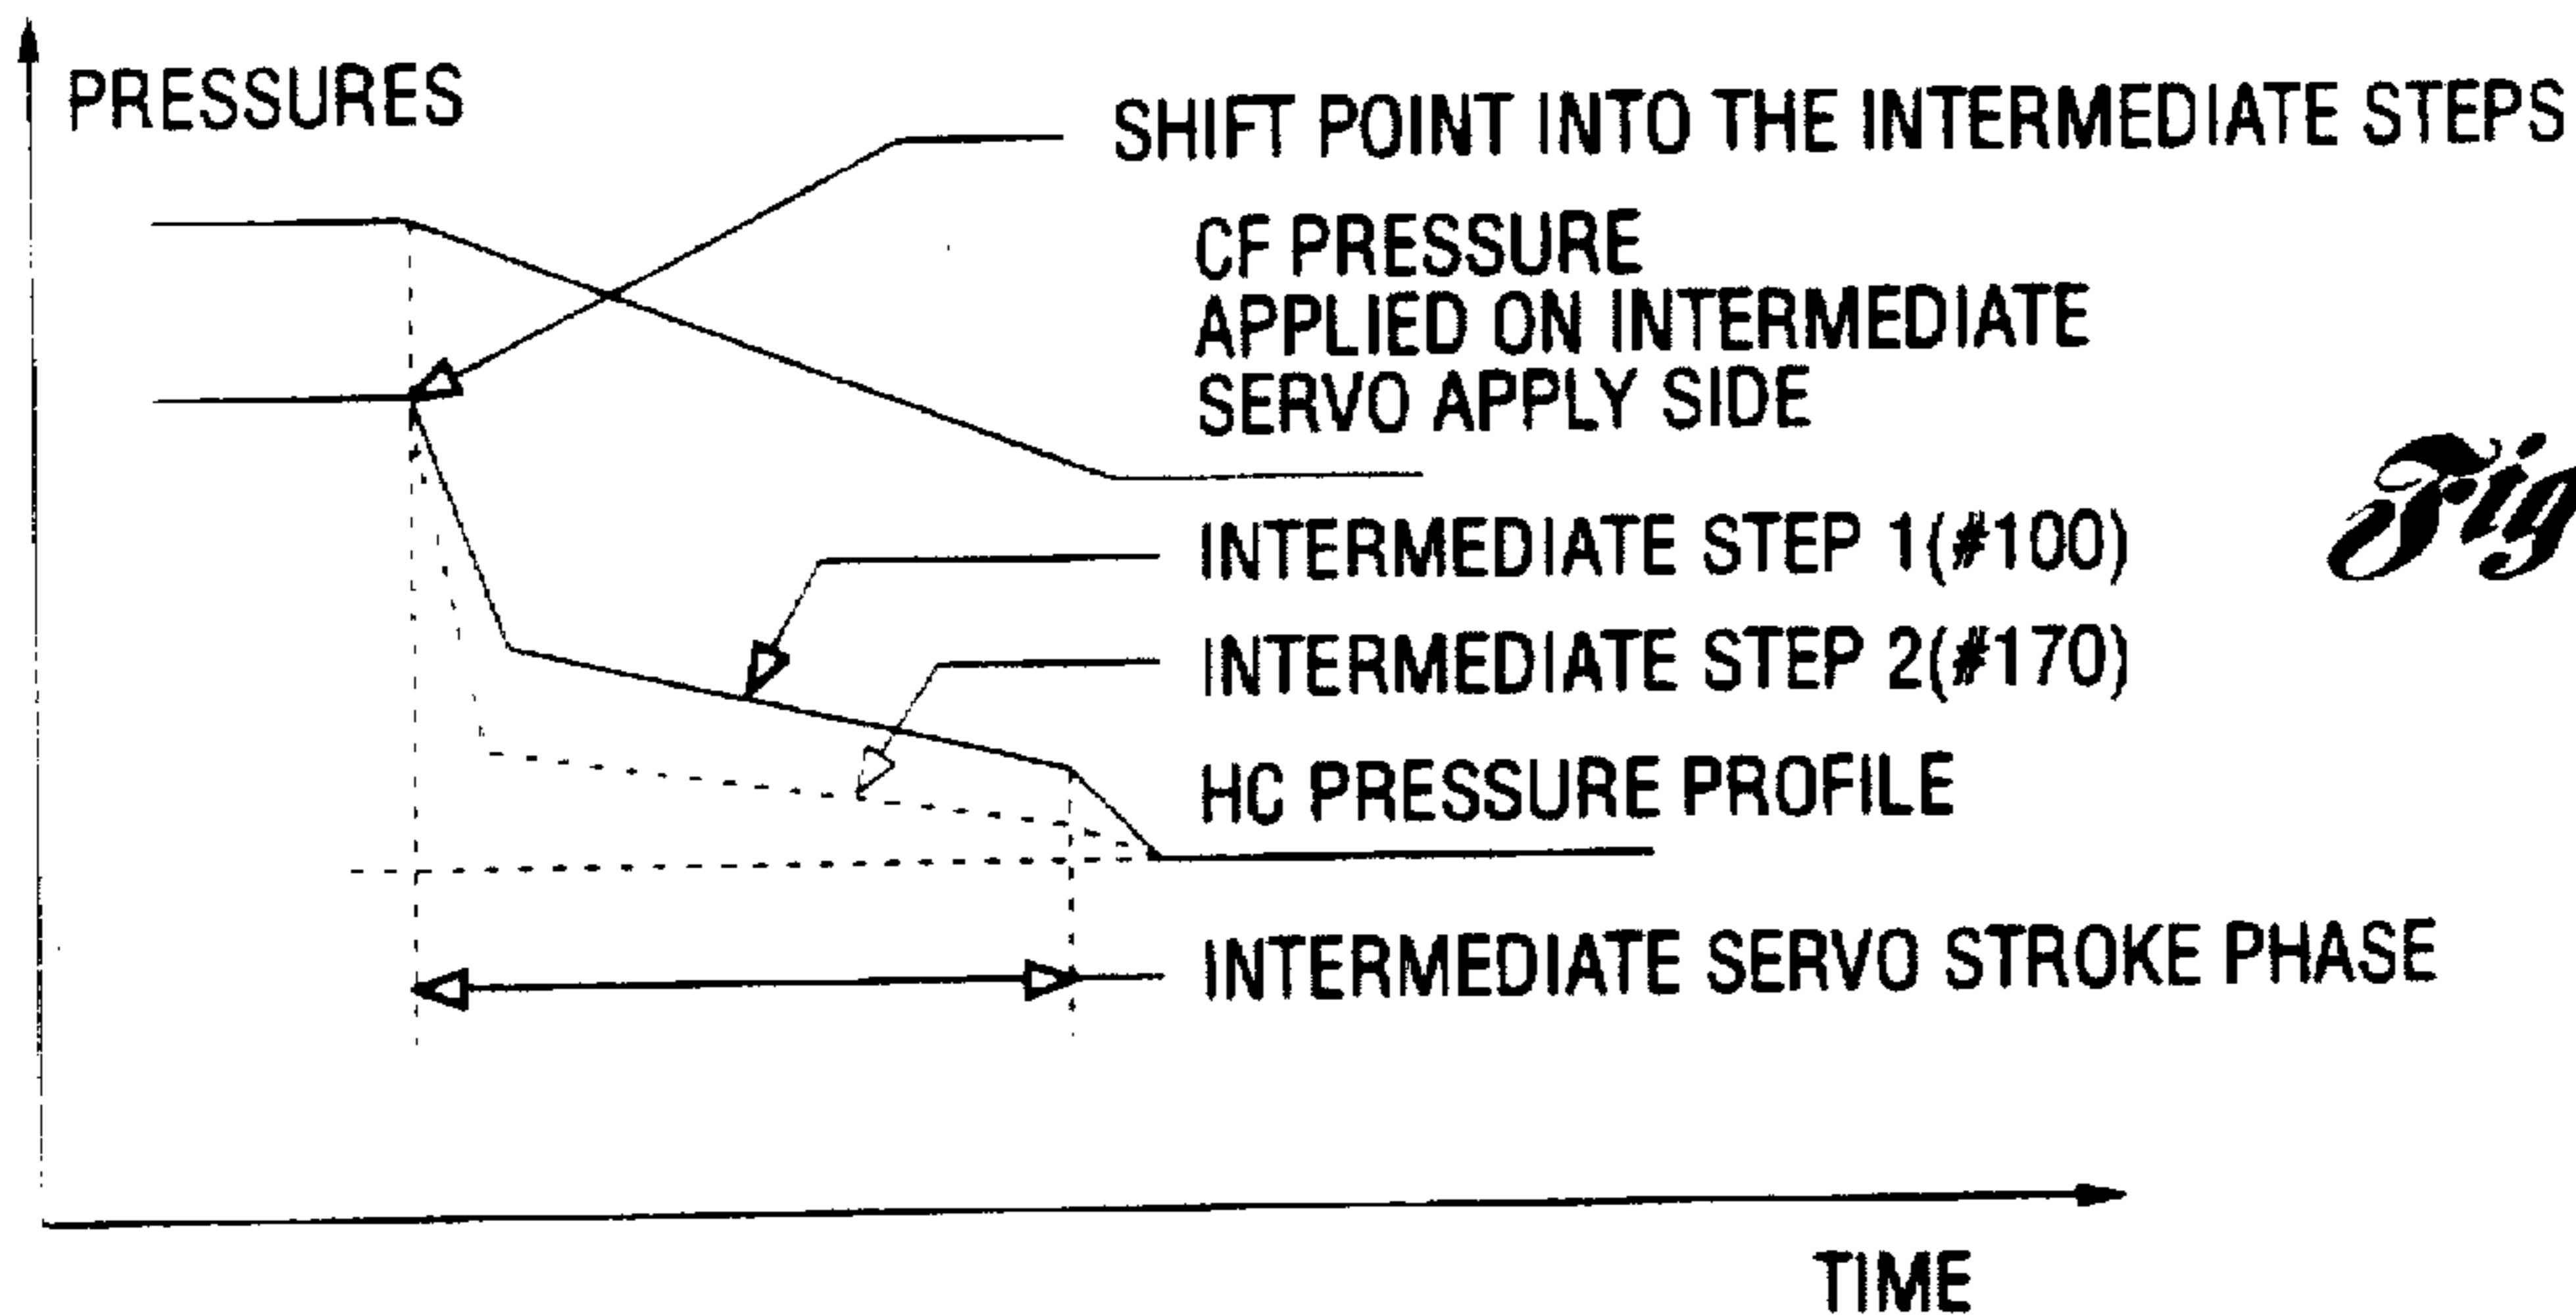 PRESSURES
SHIFT POINT INTO THE INTERMEDIATE STEPS
CF PRESSURE
APPLIED ON INTERMEDIATE
SERVO APPLY SIDE
Fig
INTERMEDIATE STEP 1(#100)
INTERMEDIATE STEP 2(#170)
HC PRESSURE PROFILE
INTERMEDIATE SERVO STROKE PHASE
TIME